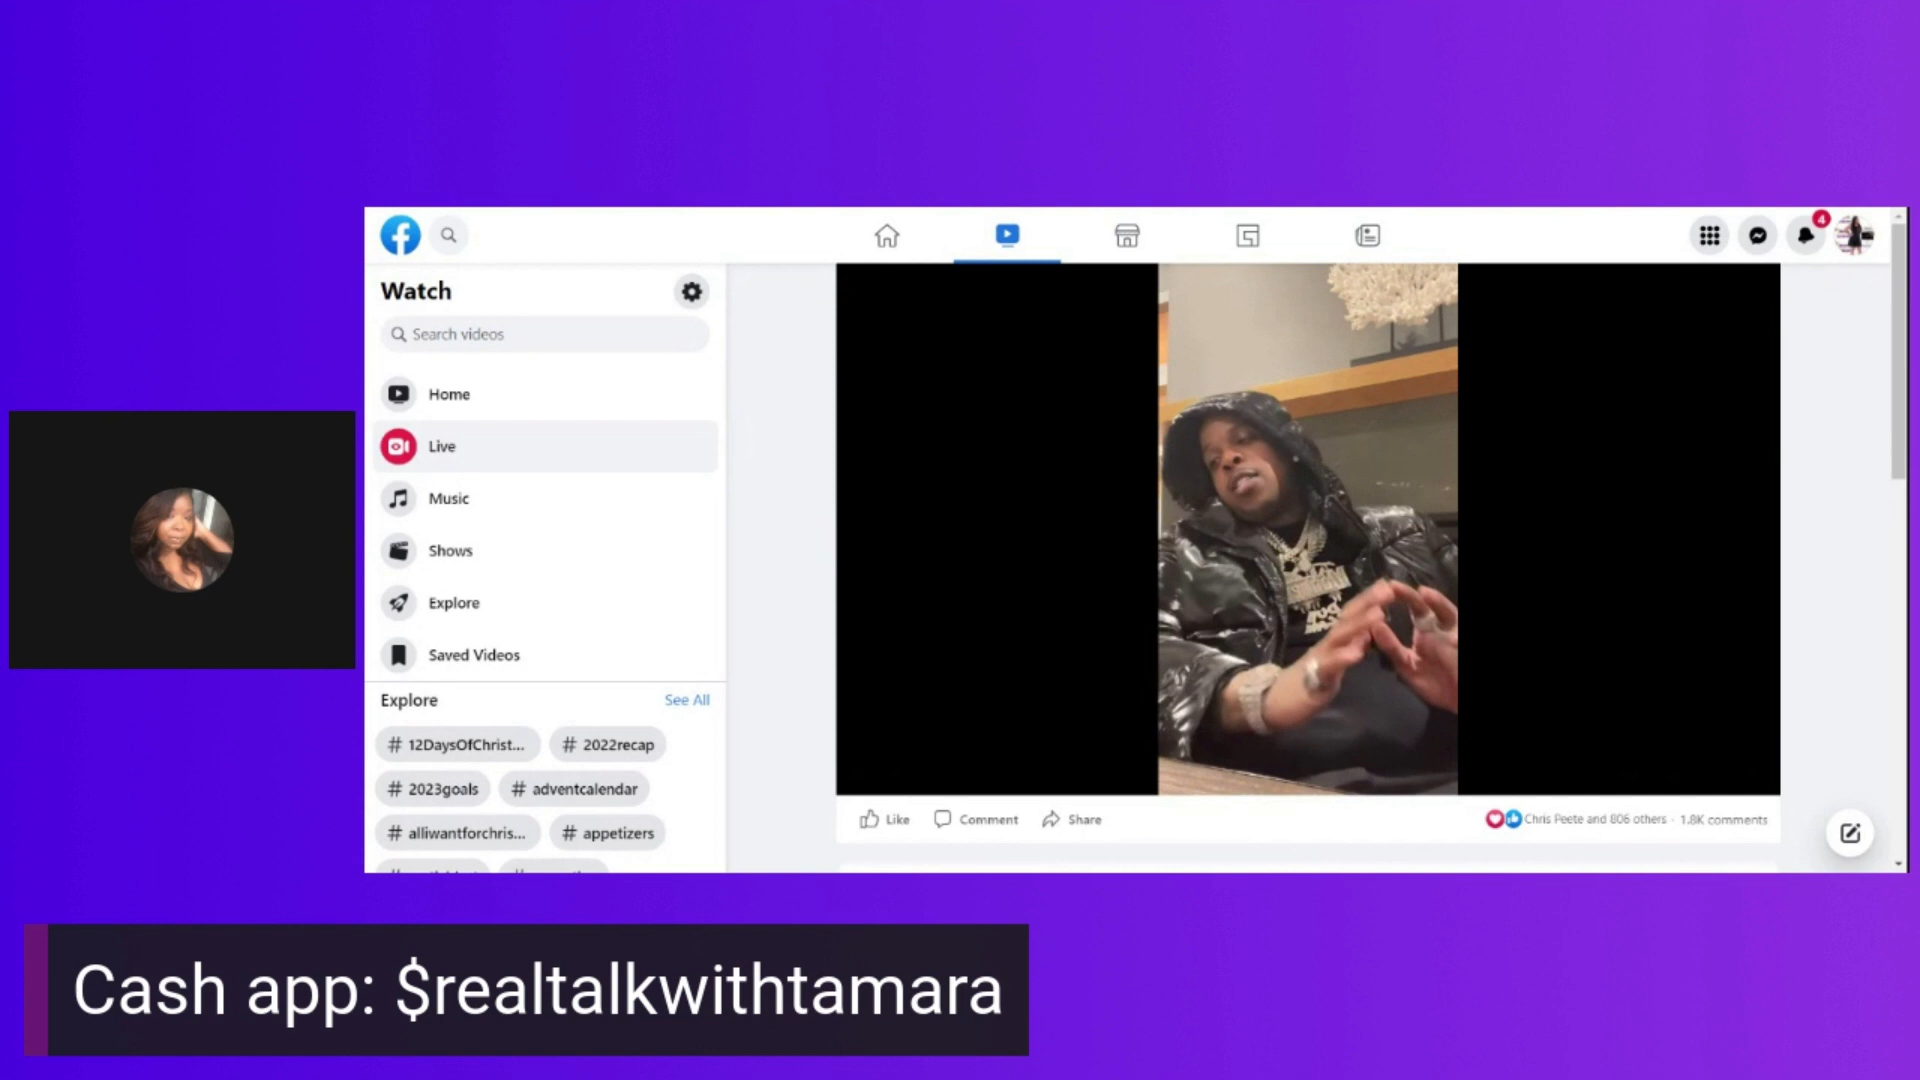 4
Watch
Search videos
Home
Live
Music
Shows
Explore
Saved Videos
Explore
See All
# 12DaysOfChrist...
# 2022recap
# 2023goals
# adventcalendar
# alliwantforchris...
# appetizers
Like
Comment
Share
Chris Peete and 806 others · 1.8K comments
Cash app: $realtalkwithtamara